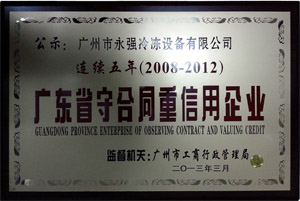 公示：广州市永强冷冻设备有限公司
连续五年(2008-2012)
广东省守合同重信用企业
GUANGDONG PROVINCE ENTERPRISE OF OBSERVING CONTRACT AND VALUING CREDIT
监督机关：广州市工商行政管理局
二〇一三年三月